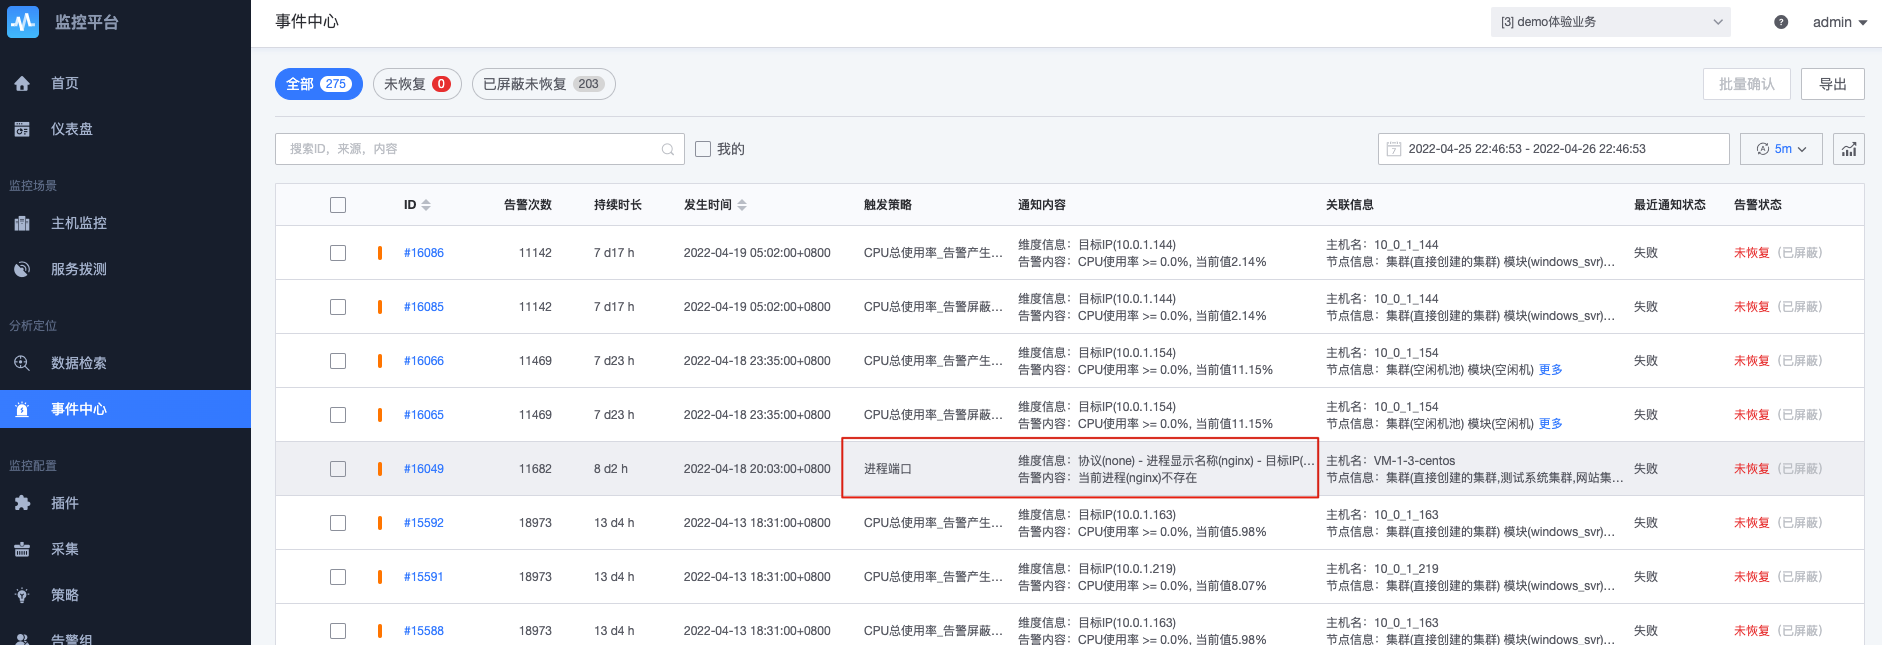 监控平台
首页
仪表盘
监控场景
主机监控
服务拨测
分析定位
数据检索
事件中心
监控配置
插件
采集
策略
告警组
事件中心
[3] demo体验业务
admin
全部 275
未恢复 0
已屏蔽未恢复 203
批量确认
导出
搜索ID，来源，内容
我的
7
2022-04-25 22:46:53 - 2022-04-26 22:46:53
5m
ID 告警次数 持续时长 发生时间 触发策略 通知内容 关联信息 最近通知状态 告警状态
#16086 11142 7 d17 h 2022-04-19 05:02:00+0800 CPU总使用率_告警产生... 维度信息：目标IP(10.0.1.144) 主机名：10_0_1_144 失败 未恢复 (已屏蔽)
告警内容：CPU使用率 >= 0.0%, 当前值2.14% 节点信息：集群(直接创建的集群) 模块(windows_svr)...
#16085 11142 7 d17 h 2022-04-19 05:02:00+0800 CPU总使用率_告警屏蔽... 维度信息：目标IP(10.0.1.144) 主机名：10_0_1_144 失败 未恢复 (已屏蔽)
告警内容：CPU使用率 >= 0.0%, 当前值2.14% 节点信息：集群(直接创建的集群) 模块(windows_svr)...
#16066 11469 7 d23 h 2022-04-18 23:35:00+0800 CPU总使用率_告警产生... 维度信息：目标IP(10.0.1.154) 主机名：10_0_1_154 失败 未恢复 (已屏蔽)
告警内容：CPU使用率 >= 0.0%, 当前值11.15% 节点信息：集群(空闲机池) 模块(空闲机) 更多
#16065 11469 7 d23 h 2022-04-18 23:35:00+0800 CPU总使用率_告警屏蔽... 维度信息：目标IP(10.0.1.154) 主机名：10_0_1_154 失败 未恢复 (已屏蔽)
告警内容：CPU使用率 >= 0.0%, 当前值11.15% 节点信息：集群(空闲机池) 模块(空闲机) 更多
#16049 11682 8 d2 h 2022-04-18 20:03:00+0800 进程端口 维度信息：协议(none) - 进程显示名称(nginx) - 目标IP(... 主机名：VM-1-3-centos 失败 未恢复 (已屏蔽)
告警内容：当前进程(nginx)不存在 节点信息：集群(直接创建的集群,测试系统集群,网站集...
#15592 18973 13 d4 h 2022-04-13 18:31:00+0800 CPU总使用率_告警产生... 维度信息：目标IP(10.0.1.163) 主机名：10_0_1_163 失败 未恢复 (已屏蔽)
告警内容：CPU使用率 >= 0.0%, 当前值5.98% 节点信息：集群(直接创建的集群) 模块(windows_svr)...
#15591 18973 13 d4 h 2022-04-13 18:31:00+0800 CPU总使用率_告警产生... 维度信息：目标IP(10.0.1.219) 主机名：10_0_1_219 失败 未恢复 (已屏蔽)
告警内容：CPU使用率 >= 0.0%, 当前值8.07% 节点信息：集群(直接创建的集群) 模块(windows_svr)...
#15588 18973 13 d4 h 2022-04-13 18:31:00+0800 CPU总使用率_告警屏蔽... 维度信息：目标IP(10.0.1.163) 主机名：10_0_1_163 失败 未恢复 (已屏蔽)
告警内容：CPU使用率 >= 0.0%, 当前值5.98% 节点信息：集群(直接创建的集群) 模块(windows_svr)...